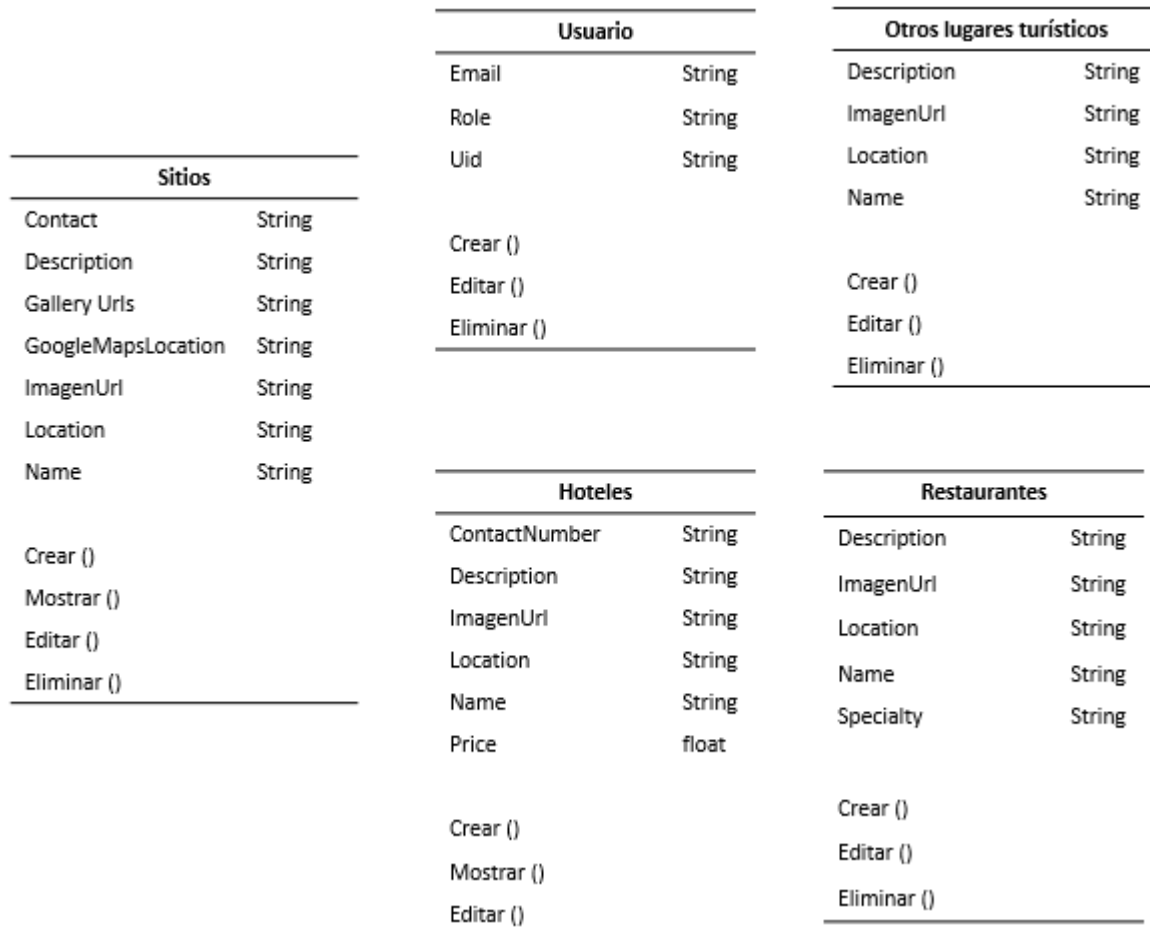 Sitios
Contact String
Description String
Gallery Urls String
GoogleMapsLocation String
ImagenUrl String
Location String
Name String
Crear ()
Mostrar ()
Editar ()
Eliminar ()
Usuario
Email String
Role String
Uid String
Crear ()
Editar ()
Eliminar ()
Otros lugares turísticos
Description String
ImagenUrl String
Location String
Name String
Crear ()
Editar ()
Eliminar ()
Hoteles
ContactNumber String
Description String
ImagenUrl String
Location String
Name String
Price float
Crear ()
Mostrar ()
Editar ()
Restaurantes
Description String
ImagenUrl String
Location String
Name String
Specialty String
Crear ()
Editar ()
Eliminar ()